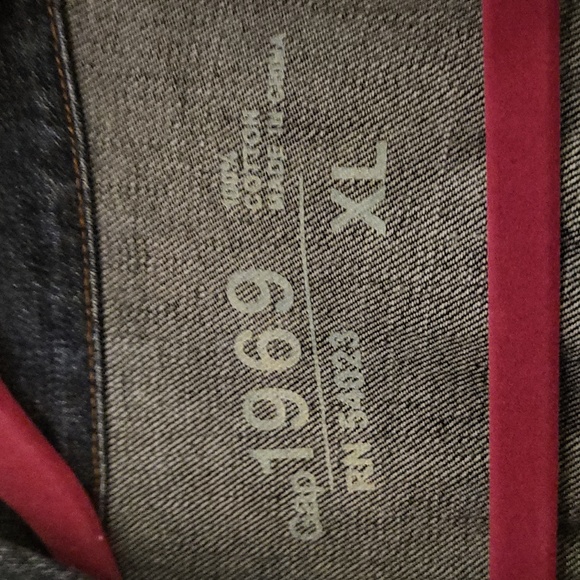 Gap 1969
100%
COTTON
MADE IN CHINA
RN 54023
XL